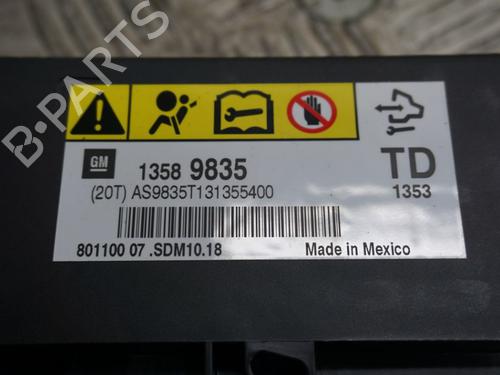 B-PARTS
GM
1358 9835
TD
(20T) AS9835T131355400
1353
801100 07 .SDM10.18
Made in Mexico